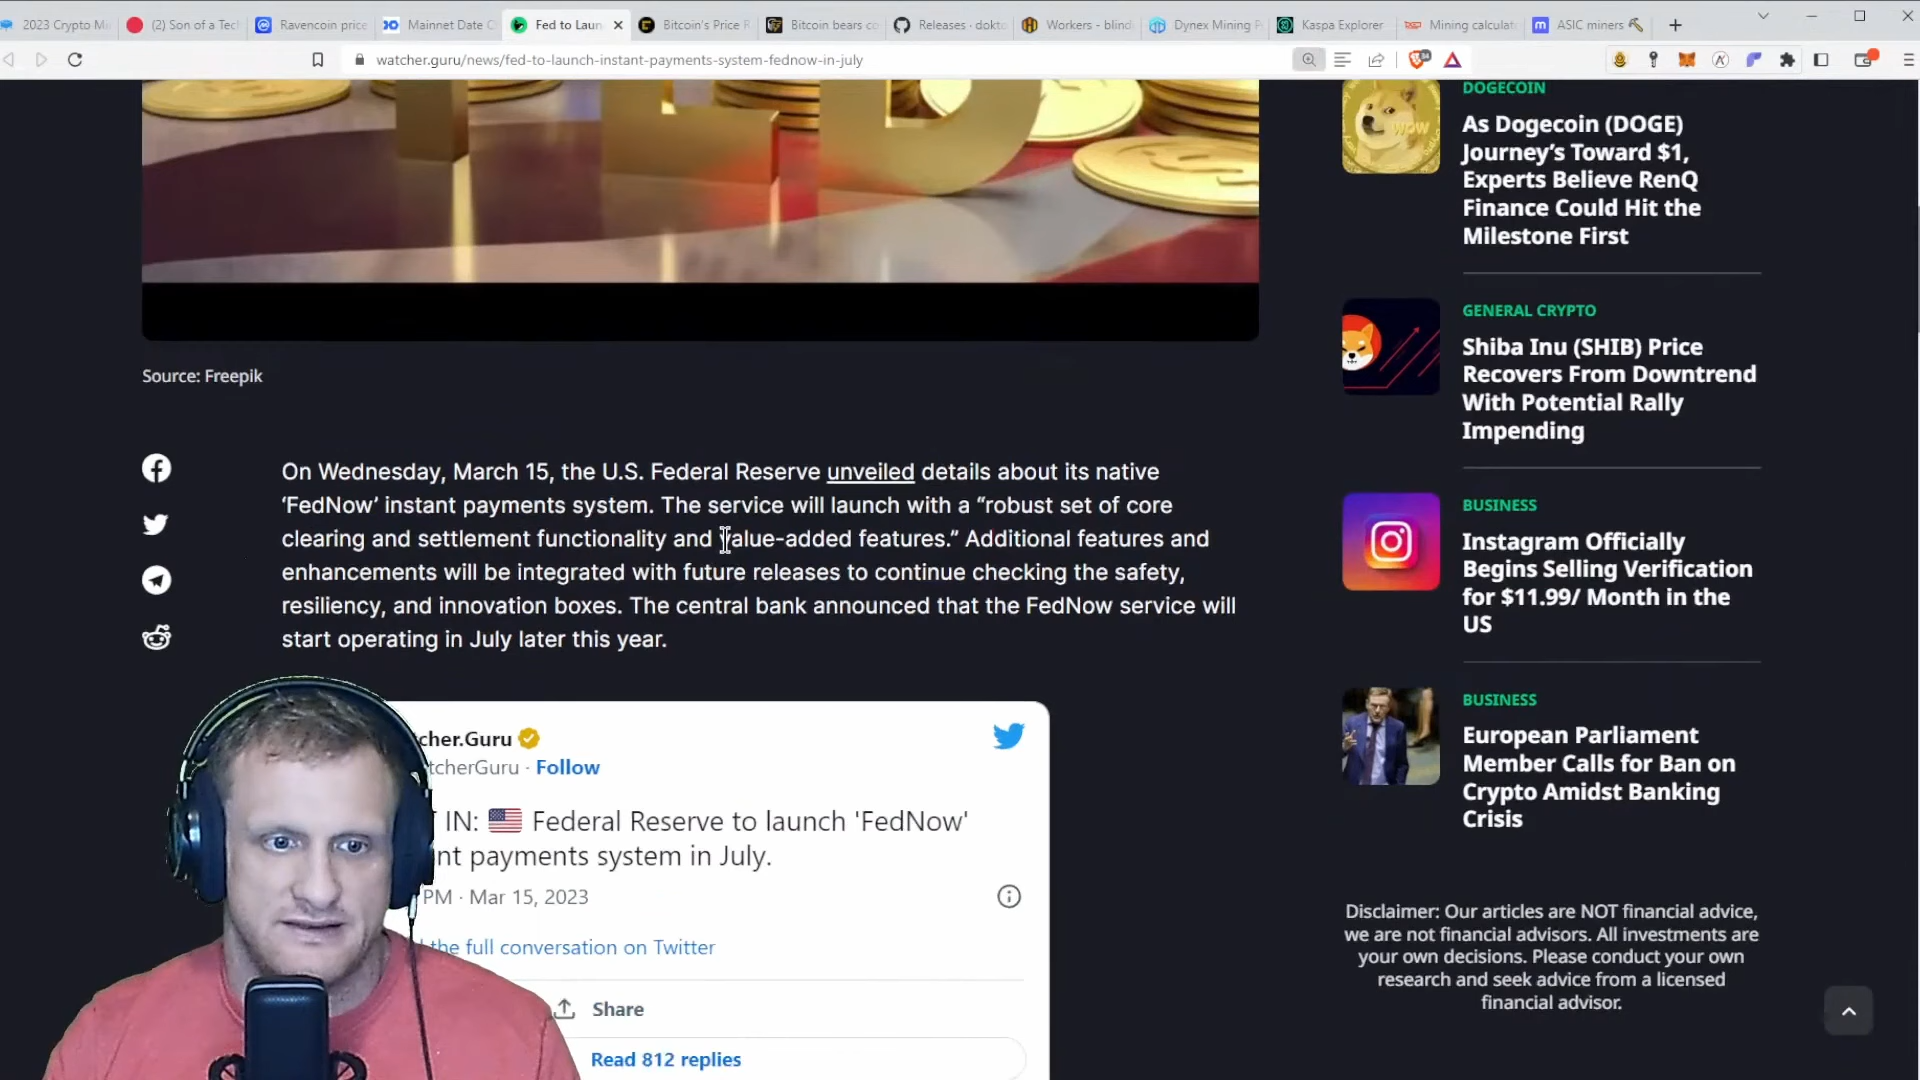 2023 Crypto Mi
(2) Son of a Tec
Ravencoin price
Mainnet Date C
Fed to Laun
Bitcoin's Price R
Bitcoin bears co
Releases · dokto
Workers - blind
Dynex Mining P
Kaspa Explorer
Mining calculat
ASIC miners
watcher.guru/news/fed-to-launch-instant-payments-system-fednow-in-july
Source: Freepik
On Wednesday, March 15, the U.S. Federal Reserve unveiled details about its native
‘FedNow’ instant payments system. The service will launch with a “robust set of core
clearing and settlement functionality and value-added features.” Additional features and
enhancements will be integrated with future releases to continue checking the safety,
resiliency, and innovation boxes. The central bank announced that the FedNow service will
start operating in July later this year.
tcher.Guru
tcherGuru · Follow
T IN: Federal Reserve to launch 'FedNow'
nt payments system in July.
PM · Mar 15, 2023
the full conversation on Twitter
Share
Read 812 replies
DOGECOIN
As Dogecoin (DOGE)
Journey’s Toward $1,
Experts Believe RenQ
Finance Could Hit the
Milestone First
GENERAL CRYPTO
Shiba Inu (SHIB) Price
Recovers From Downtrend
With Potential Rally
Impending
BUSINESS
Instagram Officially
Begins Selling Verification
for $11.99/ Month in the
US
BUSINESS
European Parliament
Member Calls for Ban on
Crypto Amidst Banking
Crisis
Disclaimer: Our articles are NOT financial advice,
we are not financial advisors. All investments are
your own decisions. Please conduct your own
research and seek advice from a licensed
financial advisor.